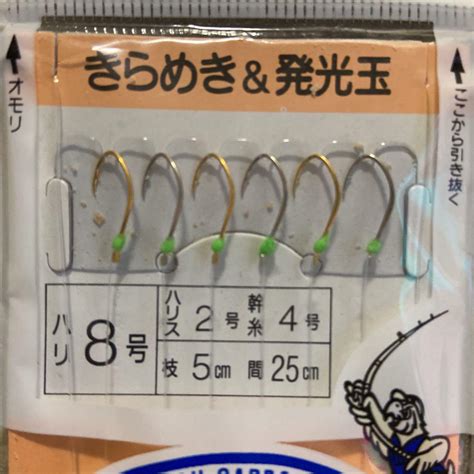 きらめき&発光玉
オモリ
ここから引き抜く
ハリ 8号
ハリス 2号 幹糸 4号
枝 5cm 間 25cm